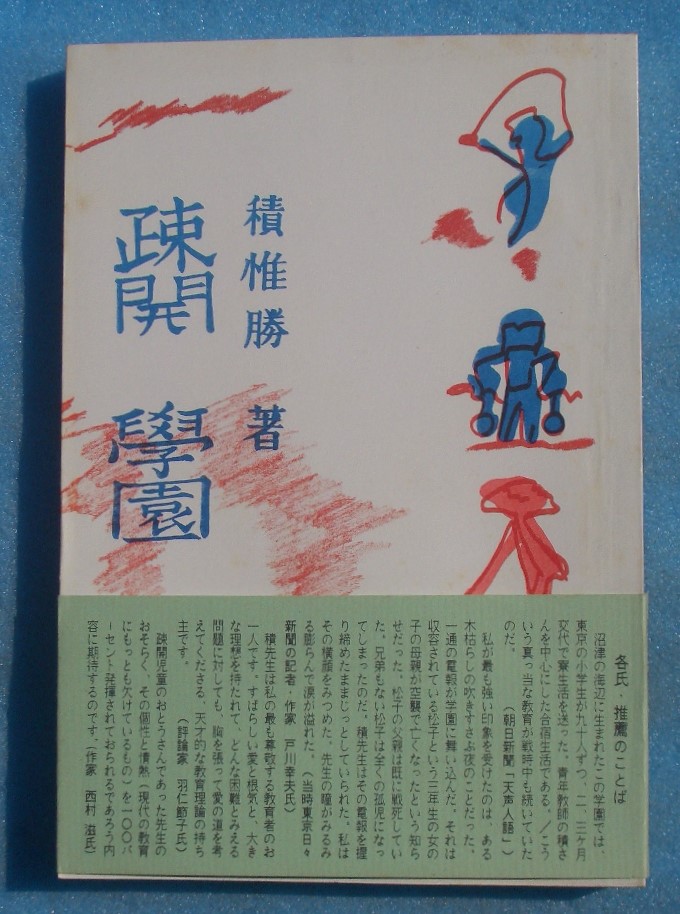 積惟勝 著
疎開 學園
各氏・推薦のことば
沼津の海辺に生まれたこの学園では、
東京の小学生が九十人ずつ、二、三ヶ月
交代で寮生活を送った。青年教師の積さ
んを中心にした合宿生活である。／こう
いう真っ当な教育が戦時中も続いていた
のだ。（朝日新聞「天声人語」）
私が最も強い印象を受けたのは、ある
木枯らしの吹きすさぶ夜のことだった。
一通の電報が学園に舞い込んだ。それは
収容されている松子という三年生の女の
子の母親が空襲で亡くなったという知ら
せだった。松子の父親は既に戦死してい
た。兄弟もない松子は全くの孤児になっ
てしまったのだ。積先生はその電報を握
り締めたままじっとしていられた。私は
その横顔をみつめた。先生の瞳がみるみ
る膨らんで涙が溢れた。（当時東京日々
新聞の記者・作家 戸川幸夫氏）
積先生は私の最も尊敬する教育者のお
一人です。すばらしい愛と根気と、大き
な理想を持たれて、どんな困難とみえる
問題に対しても、胸を張って愛の道を考
えてくださる、天才的な教育理論の持ち
主です。（評論家 羽仁節子氏）
疎開児童のおとうさんであった先生の
おそらく、その個性と情熱（現代の教育
にもっとも欠けているもの）を一〇〇パ
ーセント発揮されておられるであろう内
容に期待するのです。（作家 西村滋氏）